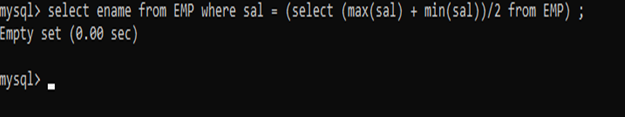 mysql> select ename from EMP where sal = (select (max(sal) + min(sal))/2 from EMP) ;
Empty set (0.00 sec)
mysql>